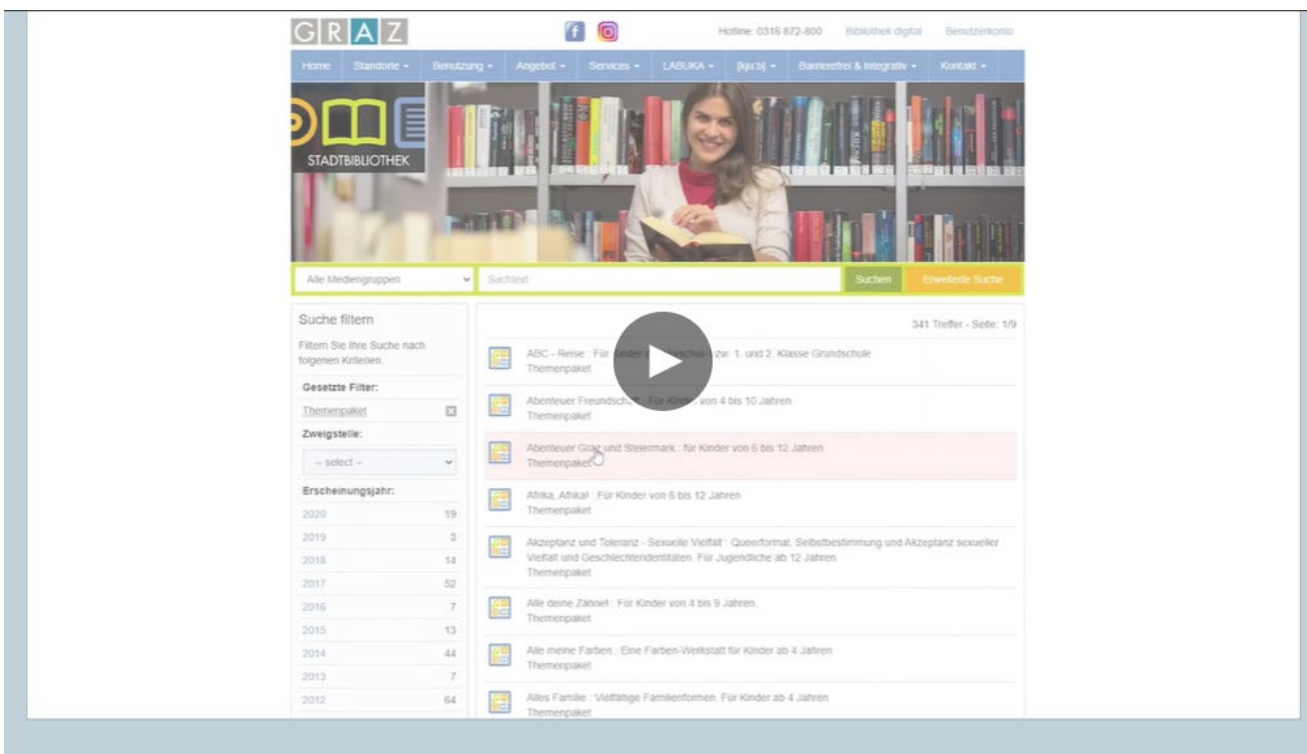 GRAZ
Hotline: 0316 872-800 Bibliothek digital Benutzerkonto
Home Standorte Benutzung Angebot Services LABUKA [kju:b] Barrierefrei & Integrativ Kontakt
STADTBIBLIOTHEK
Alle Mediengruppen Suchtext Suchen Erweiterte Suche
Suche filtern
Filtern Sie Ihre Suche nach
folgenen Kriterien.
Gesetzte Filter:
Themenpaket
Zweigstelle:
-- select --
Erscheinungsjahr:
2020 19
2019 3
2018 14
2017 52
2016 7
2015 13
2014 44
2013 7
2012 64
341 Treffer - Seite: 1/9
ABC - Reise : Für Kinder 1. und 2. Klasse Grundschule
Themenpaket
Abenteuer Freundschaft : Für Kinder von 4 bis 10 Jahren
Themenpaket
Abenteuer Graz und Steiermark : für Kinder von 6 bis 12 Jahren
Themenpaket
Afrika, Afrika! : Für Kinder von 6 bis 12 Jahren
Themenpaket
Akzeptanz und Toleranz - Sexuelle Vielfalt : Queerformat. Selbstbestimmung und Akzeptanz sexueller
Vielfalt und Geschlechteridentitäten. Für Jugendliche ab 12 Jahren
Themenpaket
Alle deine Zähne! : Für Kinder von 4 bis 9 Jahren.
Themenpaket
Alle meine Farben : Eine Farben-Werkstatt für Kinder ab 4 Jahren
Themenpaket
Alles Familie : Vielfältige Familienformen. Für Kinder ab 4 Jahren
Themenpaket